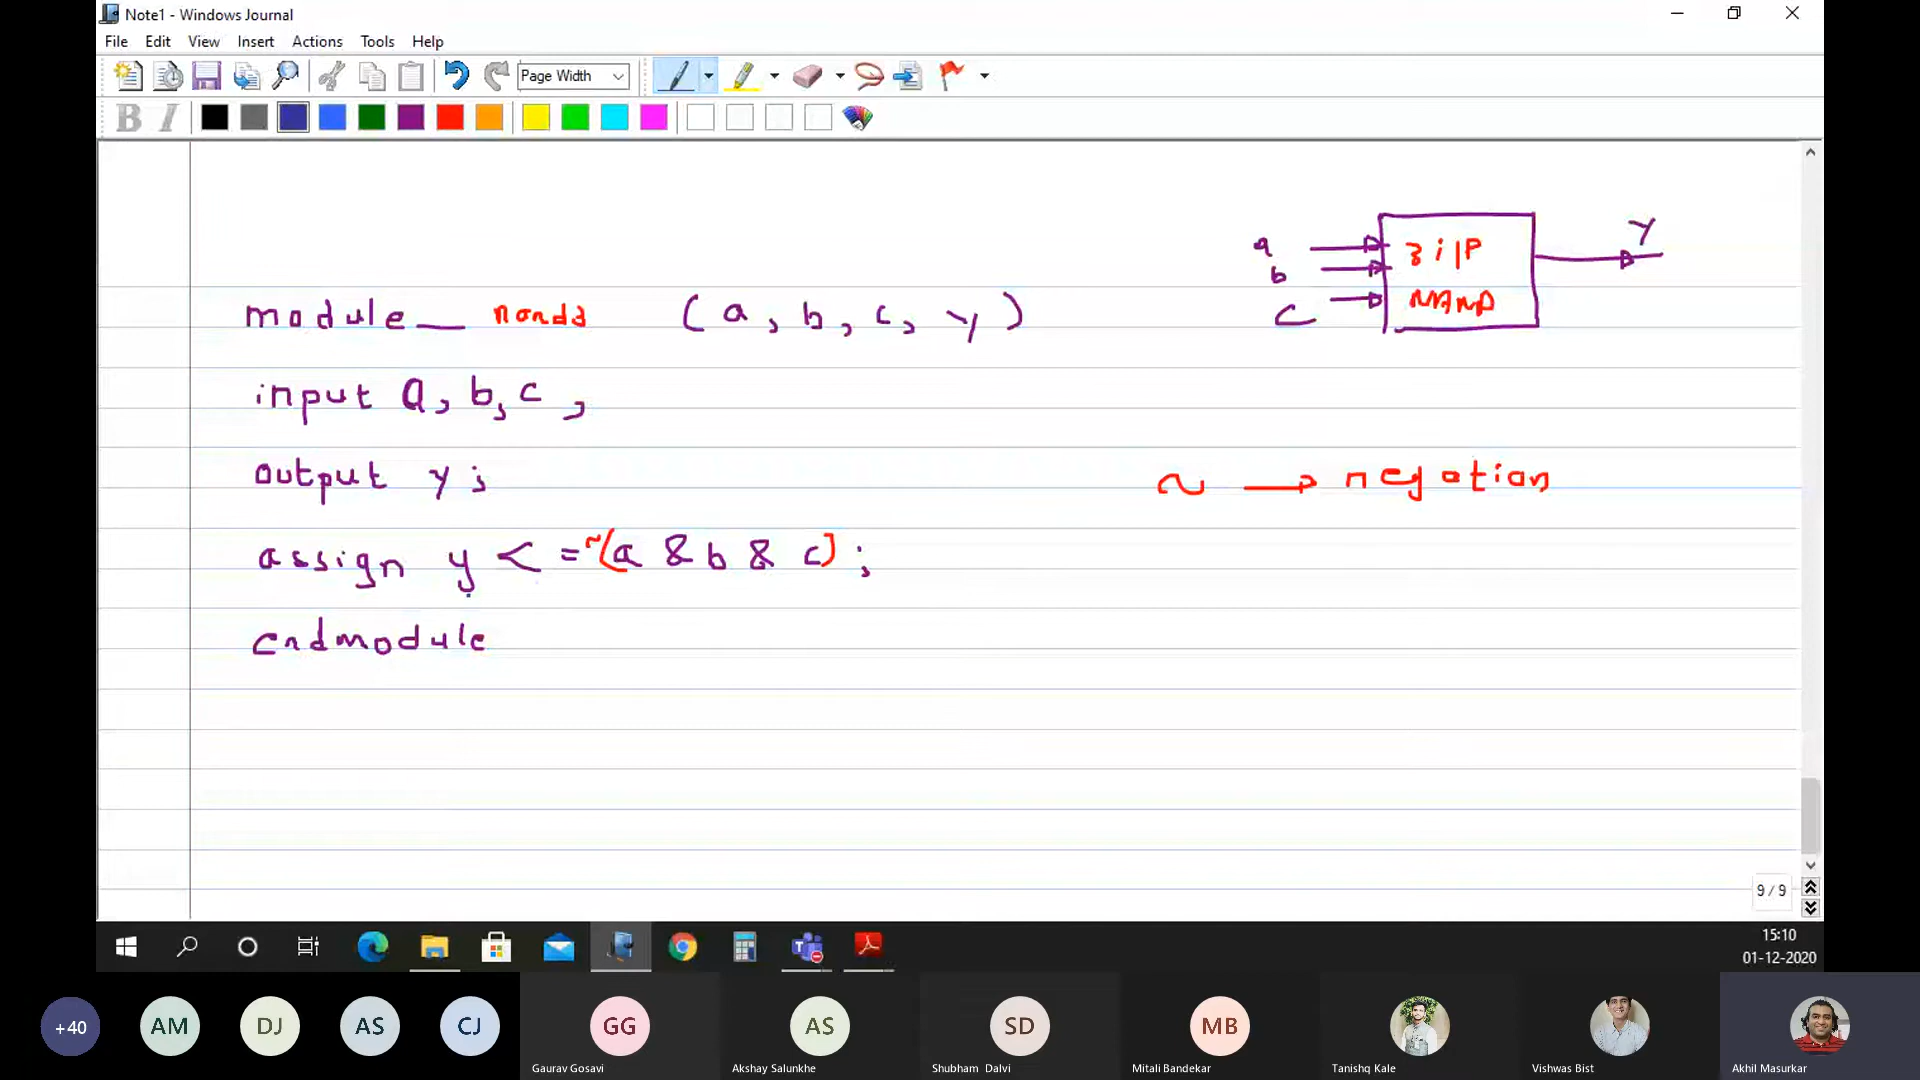 Note1 - Windows Journal
File Edit View Insert Actions Tools Help
Page Width
B I
a
b
c
3 i|P
NAND
y
module nand3 (a, b, c, y)
input a, b, c ,
output y ;
~ → negation
assign y < = ~(a & b & c) ;
endmodule
9 / 9
15:10
01-12-2020
+40 AM DJ AS CJ GG AS SD MB
Gaurav Gosavi Akshay Salunkhe Shubham Dalvi Mitali Bandekar Tanishq Kale Vishwas Bist Akhil Masurkar